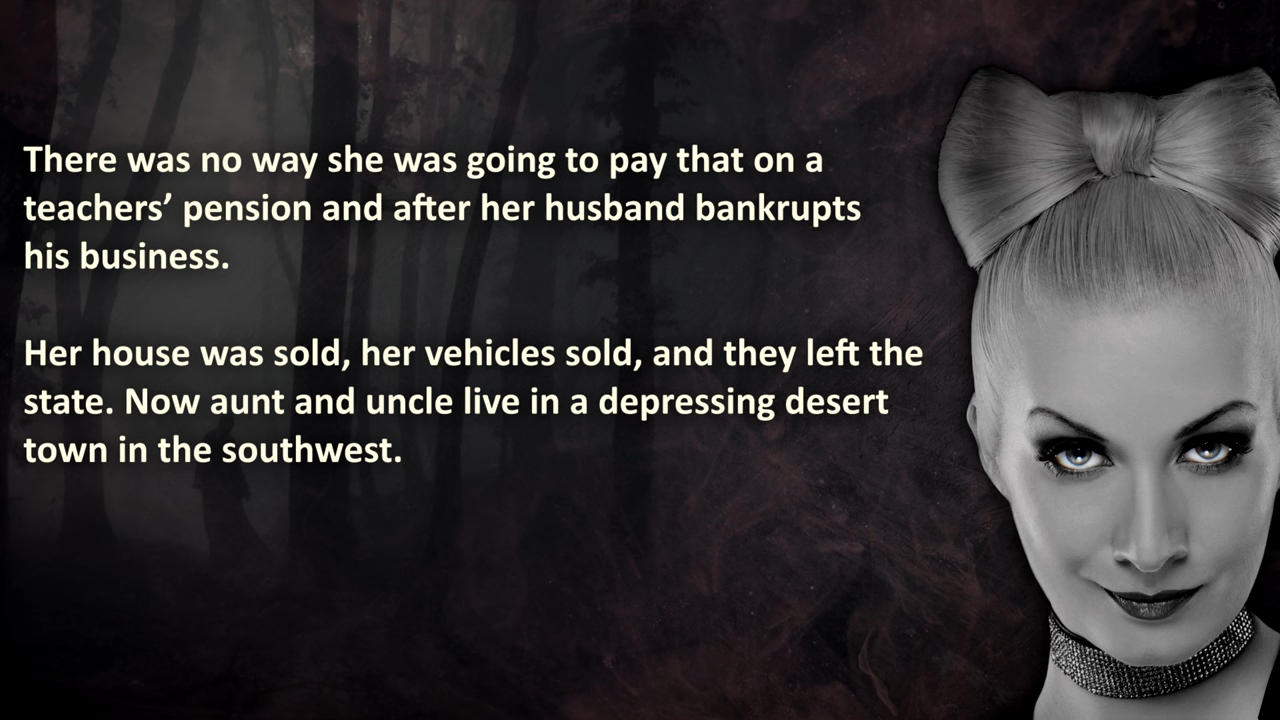 There was no way she was going to pay that on a
teachers’ pension and after her husband bankrupts
his business.
Her house was sold, her vehicles sold, and they left the
state. Now aunt and uncle live in a depressing desert
town in the southwest.